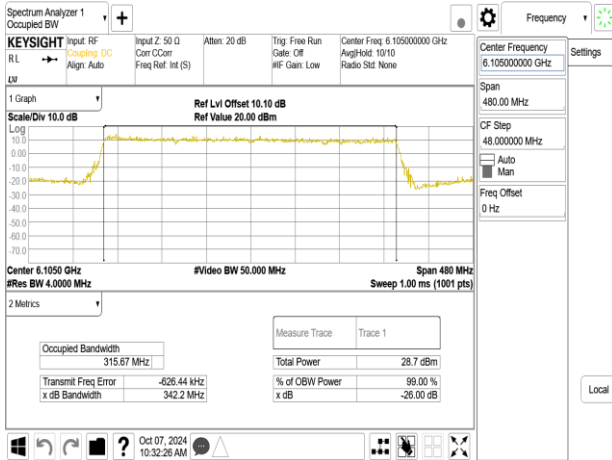 Spectrum Analyzer 1
Occupied BW
+
Frequency
KEYSIGHT
RL
Input: RF
Coupling: DC
Align: Auto
Input Z: 50 Ω
Corr CCorr
Freq Ref: Int (S)
Atten: 20 dB
Trig: Free Run
Gate: Off
#IF Gain: Low
Center Freq: 6.105000000 GHz
Avg|Hold: 10/10
Radio Std: None
Center Frequency
6.105000000 GHz
Settings
Span
480.00 MHz
CF Step
48.000000 MHz
Auto
Man
Freq Offset
0 Hz
Local
1 Graph
Scale/Div 10.0 dB
Ref Lvl Offset 10.10 dB
Ref Value 20.00 dBm
Log
10.0
0.00
-10.0
-20.0
-30.0
-40.0
-50.0
-60.0
-70.0
Center 6.1050 GHz
#Video BW 50.000 MHz
Span 480 MHz
#Res BW 4.0000 MHz
Sweep 1.00 ms (1001 pts)
2 Metrics
Measure Trace Trace 1
Occupied Bandwidth
315.67 MHz
Total Power 28.7 dBm
Transmit Freq Error -626.44 kHz
% of OBW Power 99.00 %
x dB Bandwidth 342.2 MHz
x dB -26.00 dB
?
Oct 07, 2024
10:32:26 AM